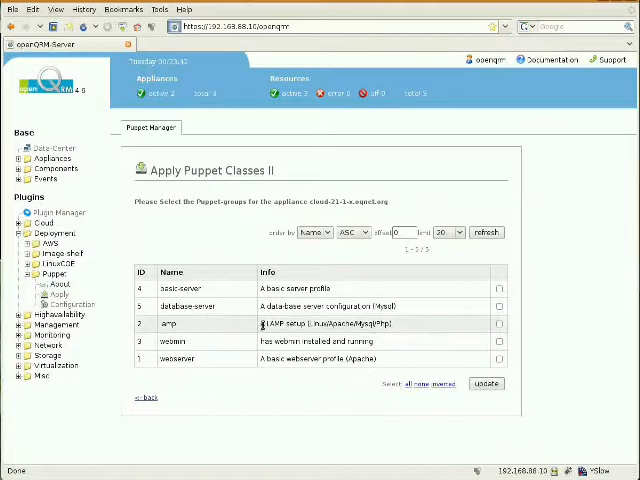 File Edit View History Bookmarks Tools Help
https://192.168.88.10/openqrm
Google
openQRM-Server
Tuesday 00:23:42
openqrm Documentation Support
openQRM 4.6
Appliances
active 2 total 3
Resources
active 3 error 0 off 0 total 3
Base
Data-Center
Appliances
Components
Events
Plugins
Plugin Manager
Cloud
Deployment
AWS
Image-shelf
LinuxCOE
Puppet
About
Apply
Configuration
Highavailability
Management
Monitoring
Network
Storage
Virtualization
Misc
Puppet Manager
Apply Puppet Classes II
Please Select the Puppet-groups for the appliance cloud-21-1-x.oqnet.org
order by Name ASC offset 0 limit 20 refresh
1 - 5 / 5
ID Name Info
4 basic-server A basic server profile
5 database-server A data-base server configuration (Mysql)
2 lamp LAMP setup (Linux/Apache/Mysql/Php)
3 webmin has webmin installed and running
1 webserver A basic webserver profile (Apache)
Select: all none inverted update
<- back
Done
192.168.88.10
YSlow